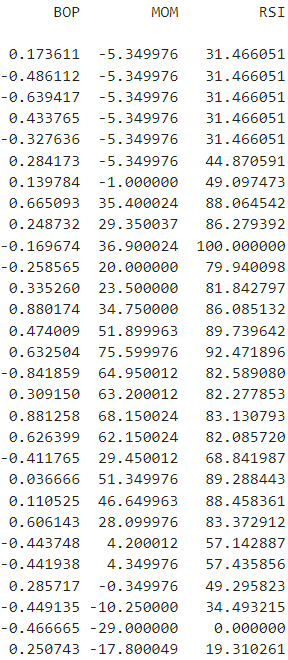 BOP MOM RSI
0.173611 -5.349976 31.466051
-0.486112 -5.349976 31.466051
-0.639417 -5.349976 31.466051
0.433765 -5.349976 31.466051
-0.327636 -5.349976 31.466051
0.284173 -5.349976 44.870591
0.139784 -1.000000 49.097473
0.665093 35.400024 88.064542
0.248732 29.350037 86.279392
-0.169674 36.900024 100.000000
-0.258565 20.000000 79.940098
0.335260 23.500000 81.842797
0.880174 34.750000 86.085132
0.474009 51.899963 89.739642
0.632504 75.599976 92.471896
-0.841859 64.950012 82.589080
0.309150 63.200012 82.277853
0.881258 68.150024 83.130793
0.626399 62.150024 82.085720
-0.411765 29.450012 68.841987
0.036666 51.349976 89.288443
0.110525 46.649963 88.458361
0.606143 28.099976 83.372912
-0.443748 4.200012 57.142887
-0.441938 4.349976 57.435856
0.285717 -0.349976 49.295823
-0.449135 -10.250000 34.493215
-0.466665 -29.000000 0.000000
0.250743 -17.800049 19.310261